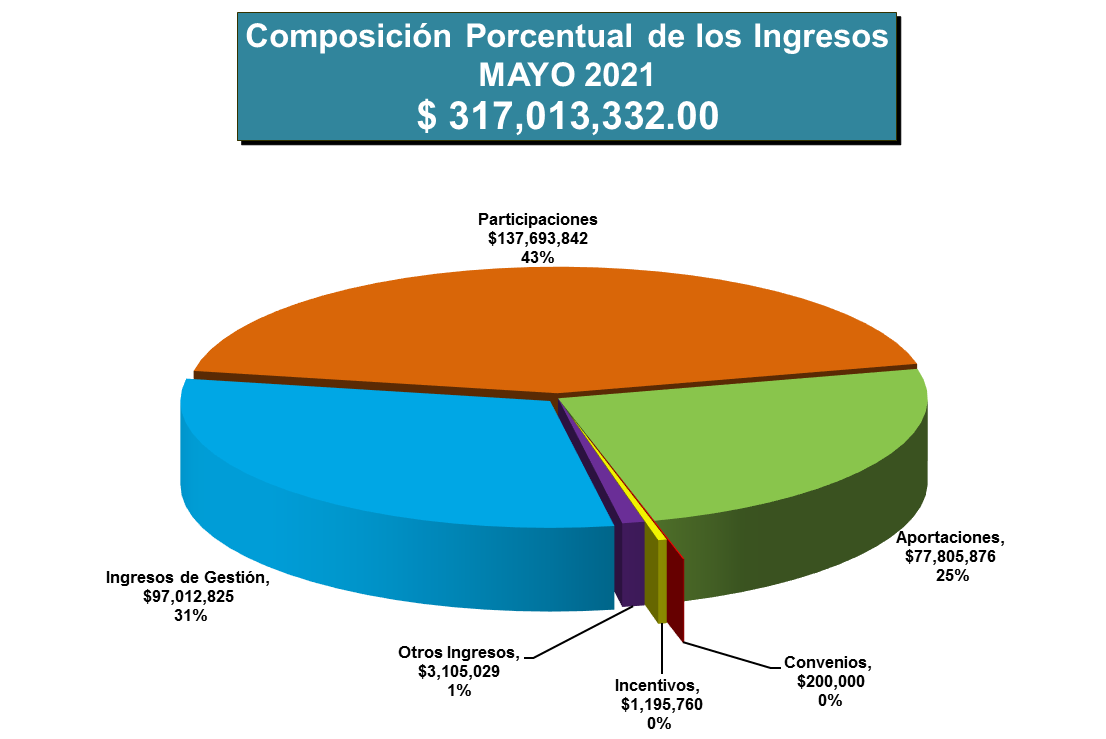 Composición Porcentual de los Ingresos
MAYO 2021
$ 317,013,332.00
Participaciones
$137,693,842
43%
Aportaciones,
$77,805,876
25%
Ingresos de Gestión,
$97,012,825
31%
Otros Ingresos,
$3,105,029
1%
Incentivos,
$1,195,760
0%
Convenios,
$200,000
0%